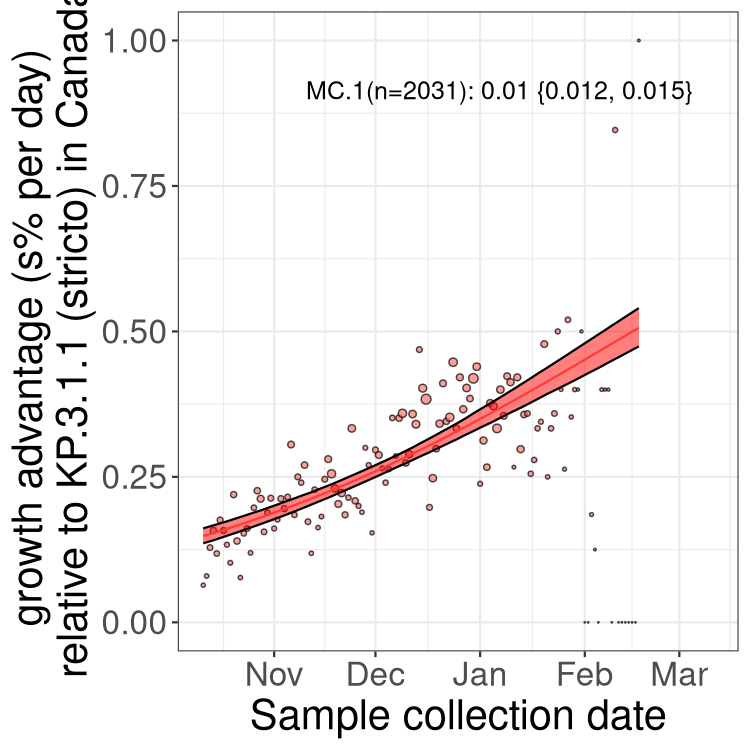 growth advantage (s% per day)
relative to KP.3.1.1 (stricto) in Canada
1.00
0.75
0.50
0.25
0.00
MC.1(n=2031): 0.01 {0.012, 0.015}
Nov Dec Jan Feb Mar
Sample collection date